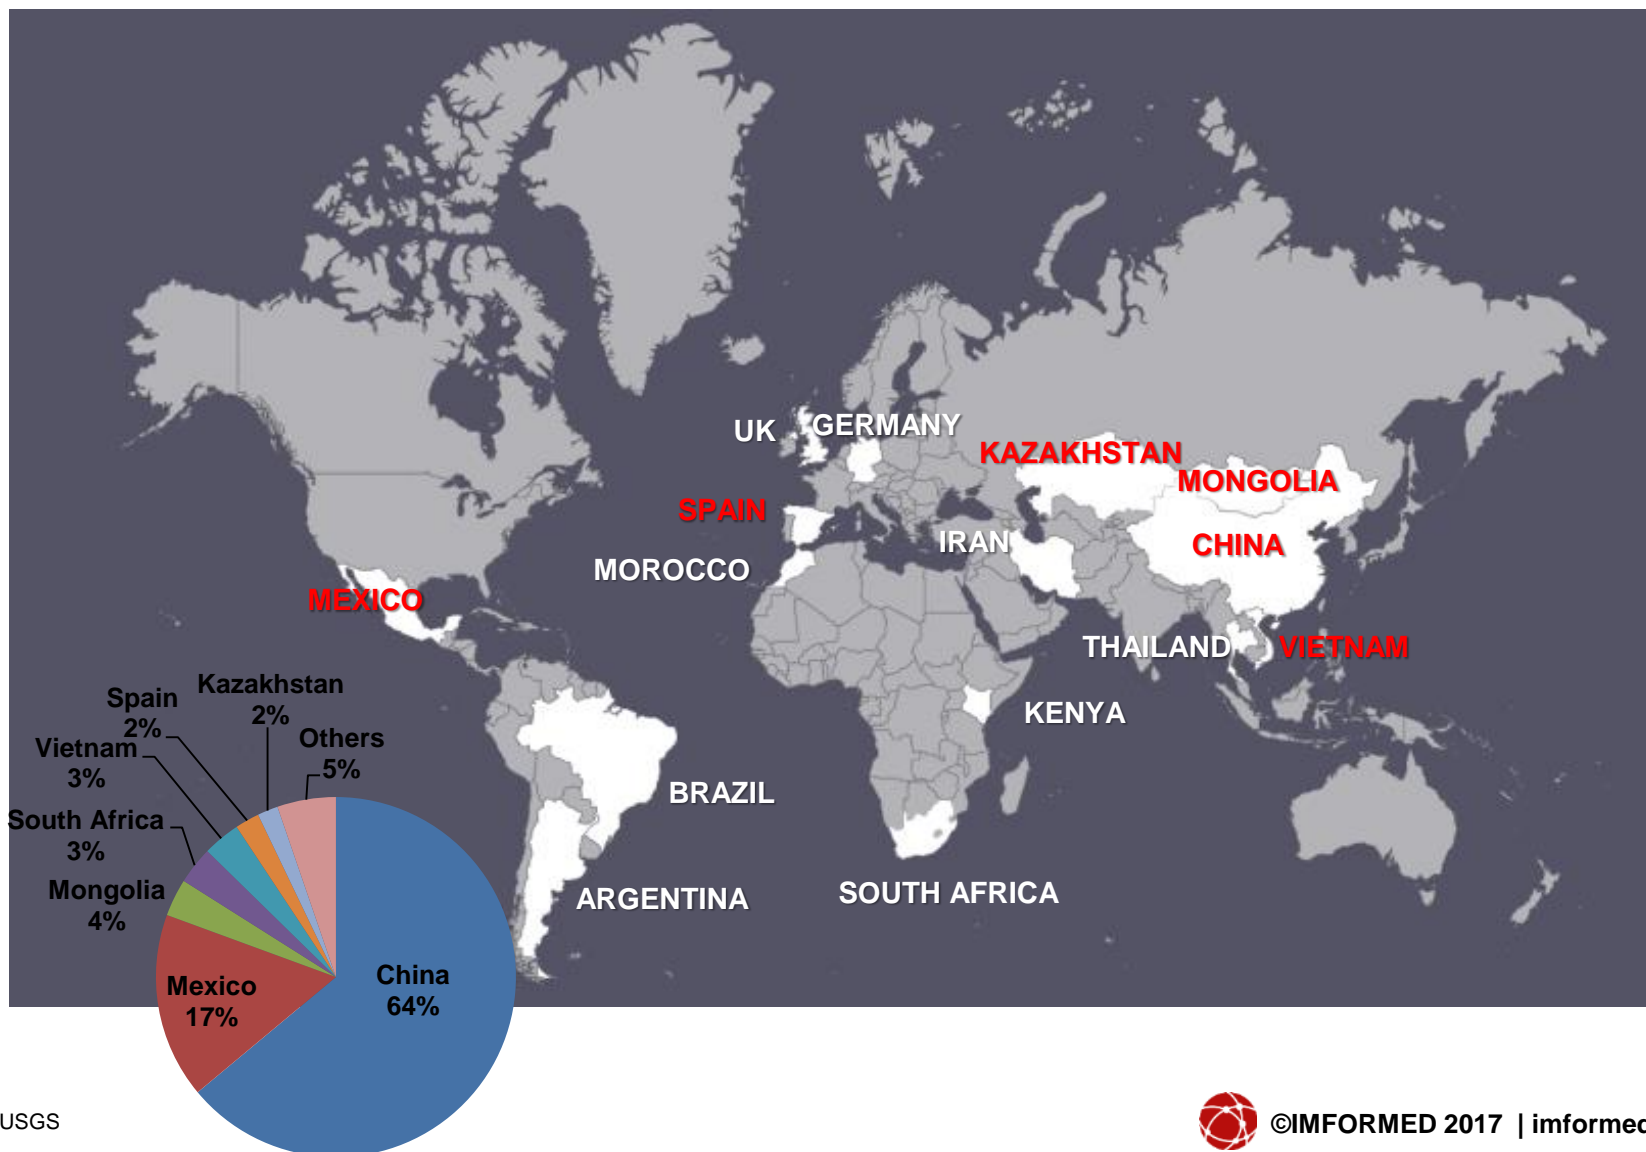 UK
GERMANY
KAZAKHSTAN
MONGOLIA
SPAIN
IRAN
CHINA
MOROCCO
MEXICO
THAILAND
VIETNAM
KENYA
BRAZIL
ARGENTINA
SOUTH AFRICA
Spain
2%
Kazakhstan
2%
Others
5%
Vietnam
3%
South Africa
3%
Mongolia
4%
Mexico
17%
China
64%
USGS
©IMFORMED 2017 | imformed